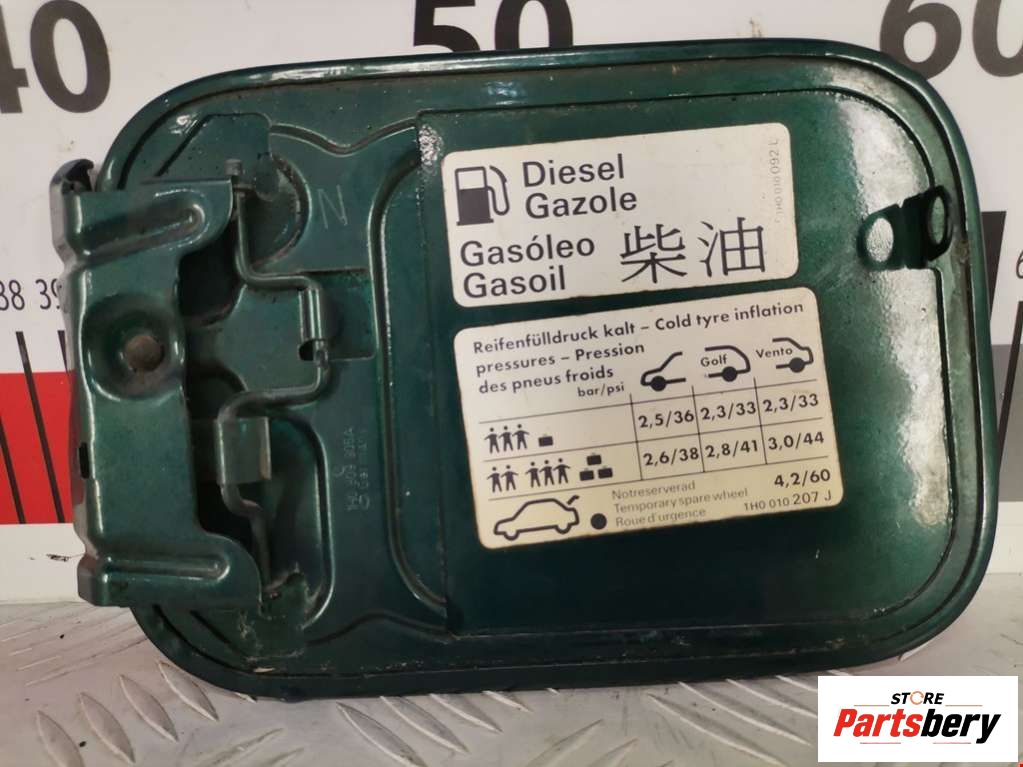 40
50
60
38 39
6
Diesel
Gazole
Gasóleo
Gasoil
柴油
1H0 010 092 L
Reifenfülldruck kalt – Cold tyre inflation
pressures – Pression
des pneus froids
bar/psi
Golf
Vento
2,5/36 2,3/33 2,3/33
2,6/38 2,8/41 3,0/44
4,2/60
Notreserverad
Temporary spare wheel
Roue d'urgence
1H0 010 207 J
N
STORE
Partsbery